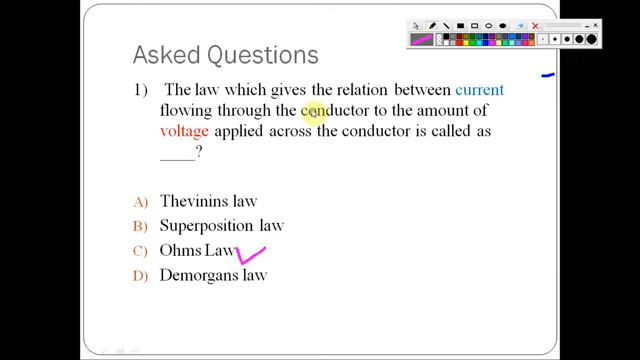 Asked Questions
1) The law which gives the relation between current
flowing through the conductor to the amount of
voltage applied across the conductor is called as
____?
A) Thevinins law
B) Superposition law
C) Ohms Law
D) Demorgans law